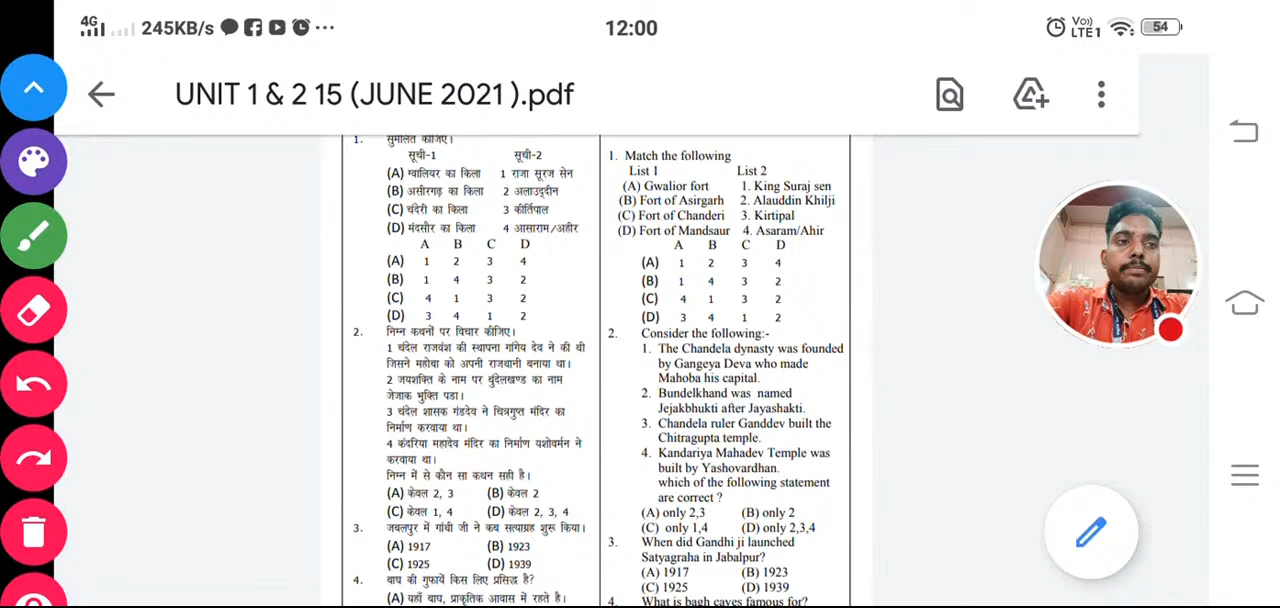 4G
245KB/s
12:00
Vo))
LTE1
54
UNIT 1 & 2 15 (JUNE 2021 ).pdf
1. सुमेलित कीजिए।
सूची-1 सूची-2
(A) ग्वालियर का किला 1 राजा सूरज सेन
(B) असीरगढ़ का किला 2 अलाउद्दीन
(C) चंदेरी का किला 3 कीर्तिपाल
(D) मंदसौर का किला 4 आसाराम/अहीर
A B C D
(A) 1 2 3 4
(B) 1 4 3 2
(C) 4 1 3 2
(D) 3 4 1 2
2. निम्न कथनों पर विचार कीजिए।
1 चंदेल राजवंश की स्थापना गांगेय देव ने की थी
जिसने महोबा को अपनी राजधानी बनाया था।
2 जयशक्ति के नाम पर बुंदेलखण्ड का नाम
जेजाक भुक्ति पडा।
3 चंदेल शासक गंडदेव ने चित्रगुप्त मंदिर का
निर्माण करवाया था।
4 कंदरिया महादेव मंदिर का निर्माण यशोवर्मन ने
करवाया था।
निम्न में से कौन सा कथन सही है।
(A) केवल 2, 3 (B) केवल 2
(C) केवल 1, 4 (D) केवल 2, 3, 4
3. जबलपुर में गांधी जी ने कब सत्याग्रह शुरू किया।
(A) 1917 (B) 1923
(C) 1925 (D) 1939
4. बाघ की गुफायें किस लिए प्रसिद्ध है?
(A) यहाँ बाघ, प्राकृतिक आवास में रहते है।
1. Match the following
List 1 List 2
(A) Gwalior fort 1. King Suraj sen
(B) Fort of Asirgarh 2. Alauddin Khilji
(C) Fort of Chanderi 3. Kirtipal
(D) Fort of Mandsaur 4. Asaram/Ahir
A B C D
(A) 1 2 3 4
(B) 1 4 3 2
(C) 4 1 3 2
(D) 3 4 1 2
2. Consider the following:-
1. The Chandela dynasty was founded
by Gangeya Deva who made
Mahoba his capital.
2. Bundelkhand was named
Jejakbhukti after Jayashakti.
3. Chandela ruler Ganddev built the
Chitragupta temple.
4. Kandariya Mahadev Temple was
built by Yashovardhan.
which of the following statement
are correct ?
(A) only 2,3 (B) only 2
(C) only 1,4 (D) only 2,3,4
3. When did Gandhi ji launched
Satyagraha in Jabalpur?
(A) 1917 (B) 1923
(C) 1925 (D) 1939
4. What is bagh caves famous for?